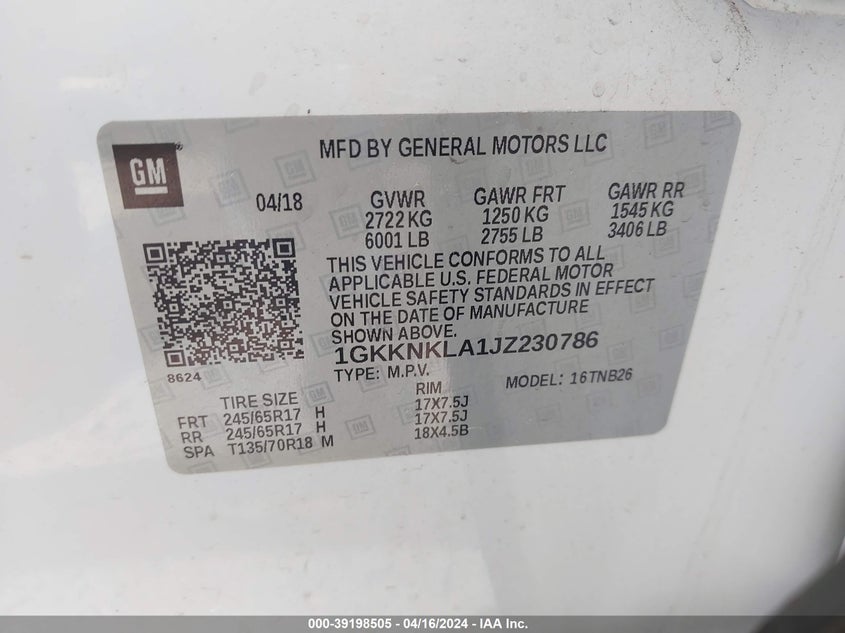 GM
MFD BY GENERAL MOTORS LLC
04/18 GVWR GAWR FRT GAWR RR
2722 KG 1250 KG 1545 KG
6001 LB 2755 LB 3406 LB
THIS VEHICLE CONFORMS TO ALL
APPLICABLE U.S. FEDERAL MOTOR
VEHICLE SAFETY STANDARDS IN EFFECT
ON THE DATE OF MANUFACTURE
SHOWN ABOVE.
1GKKNKLA1JZ230786
8624
TYPE: M.P.V. MODEL: 16TNB26
TIRE SIZE RIM
FRT 245/65R17 H 17X7.5J
RR 245/65R17 H 17X7.5J
SPA T135/70R18 M 18X4.5B
000-39198505 - 04/16/2024 - IAA Inc.